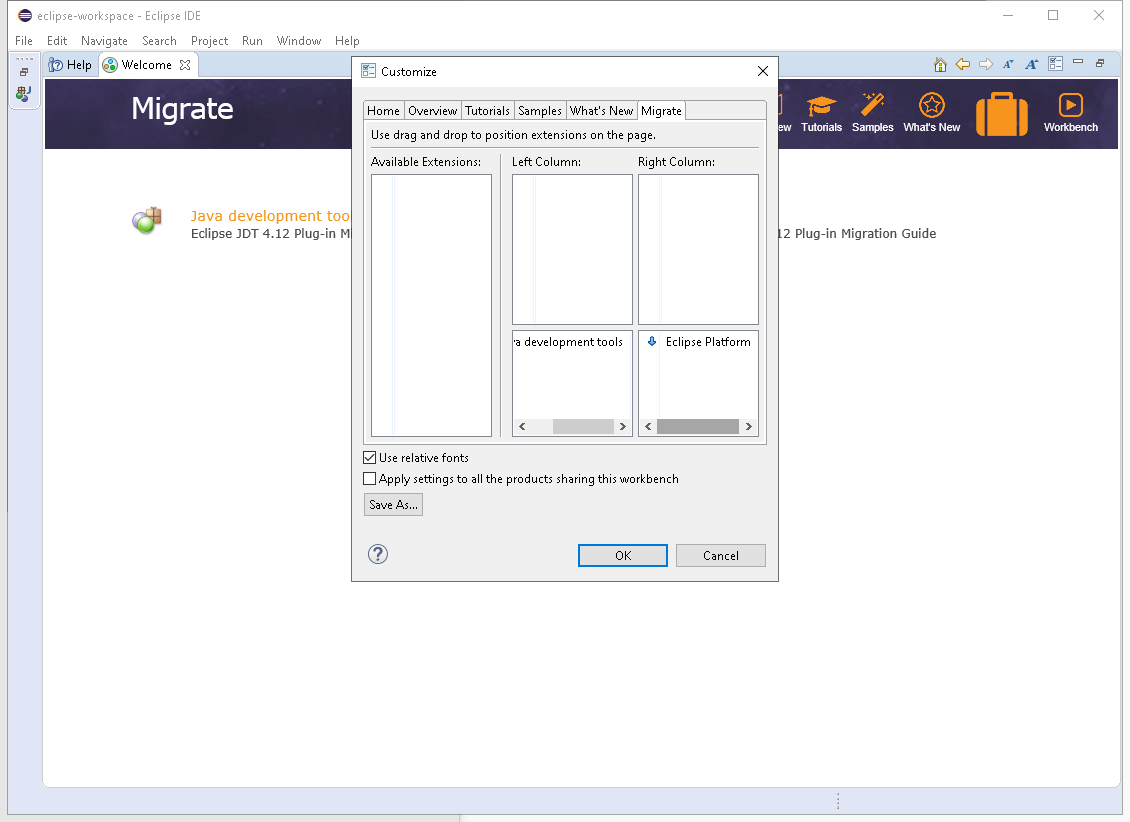 eclipse-workspace - Eclipse IDE
File Edit Navigate Search Project Run Window Help
Help Welcome
Migrate
Tutorials Samples What's New Workbench
Java development
Eclipse JDT 4.12 Plug-in
12 Plug-in Migration Guide
Customize
Home Overview Tutorials Samples What's New Migrate
Use drag and drop to position extensions on the page.
Available Extensions: Left Column: Right Column:
development tools Eclipse Platform
Use relative fonts
Apply settings to all the products sharing this workbench
Save As...
? OK Cancel